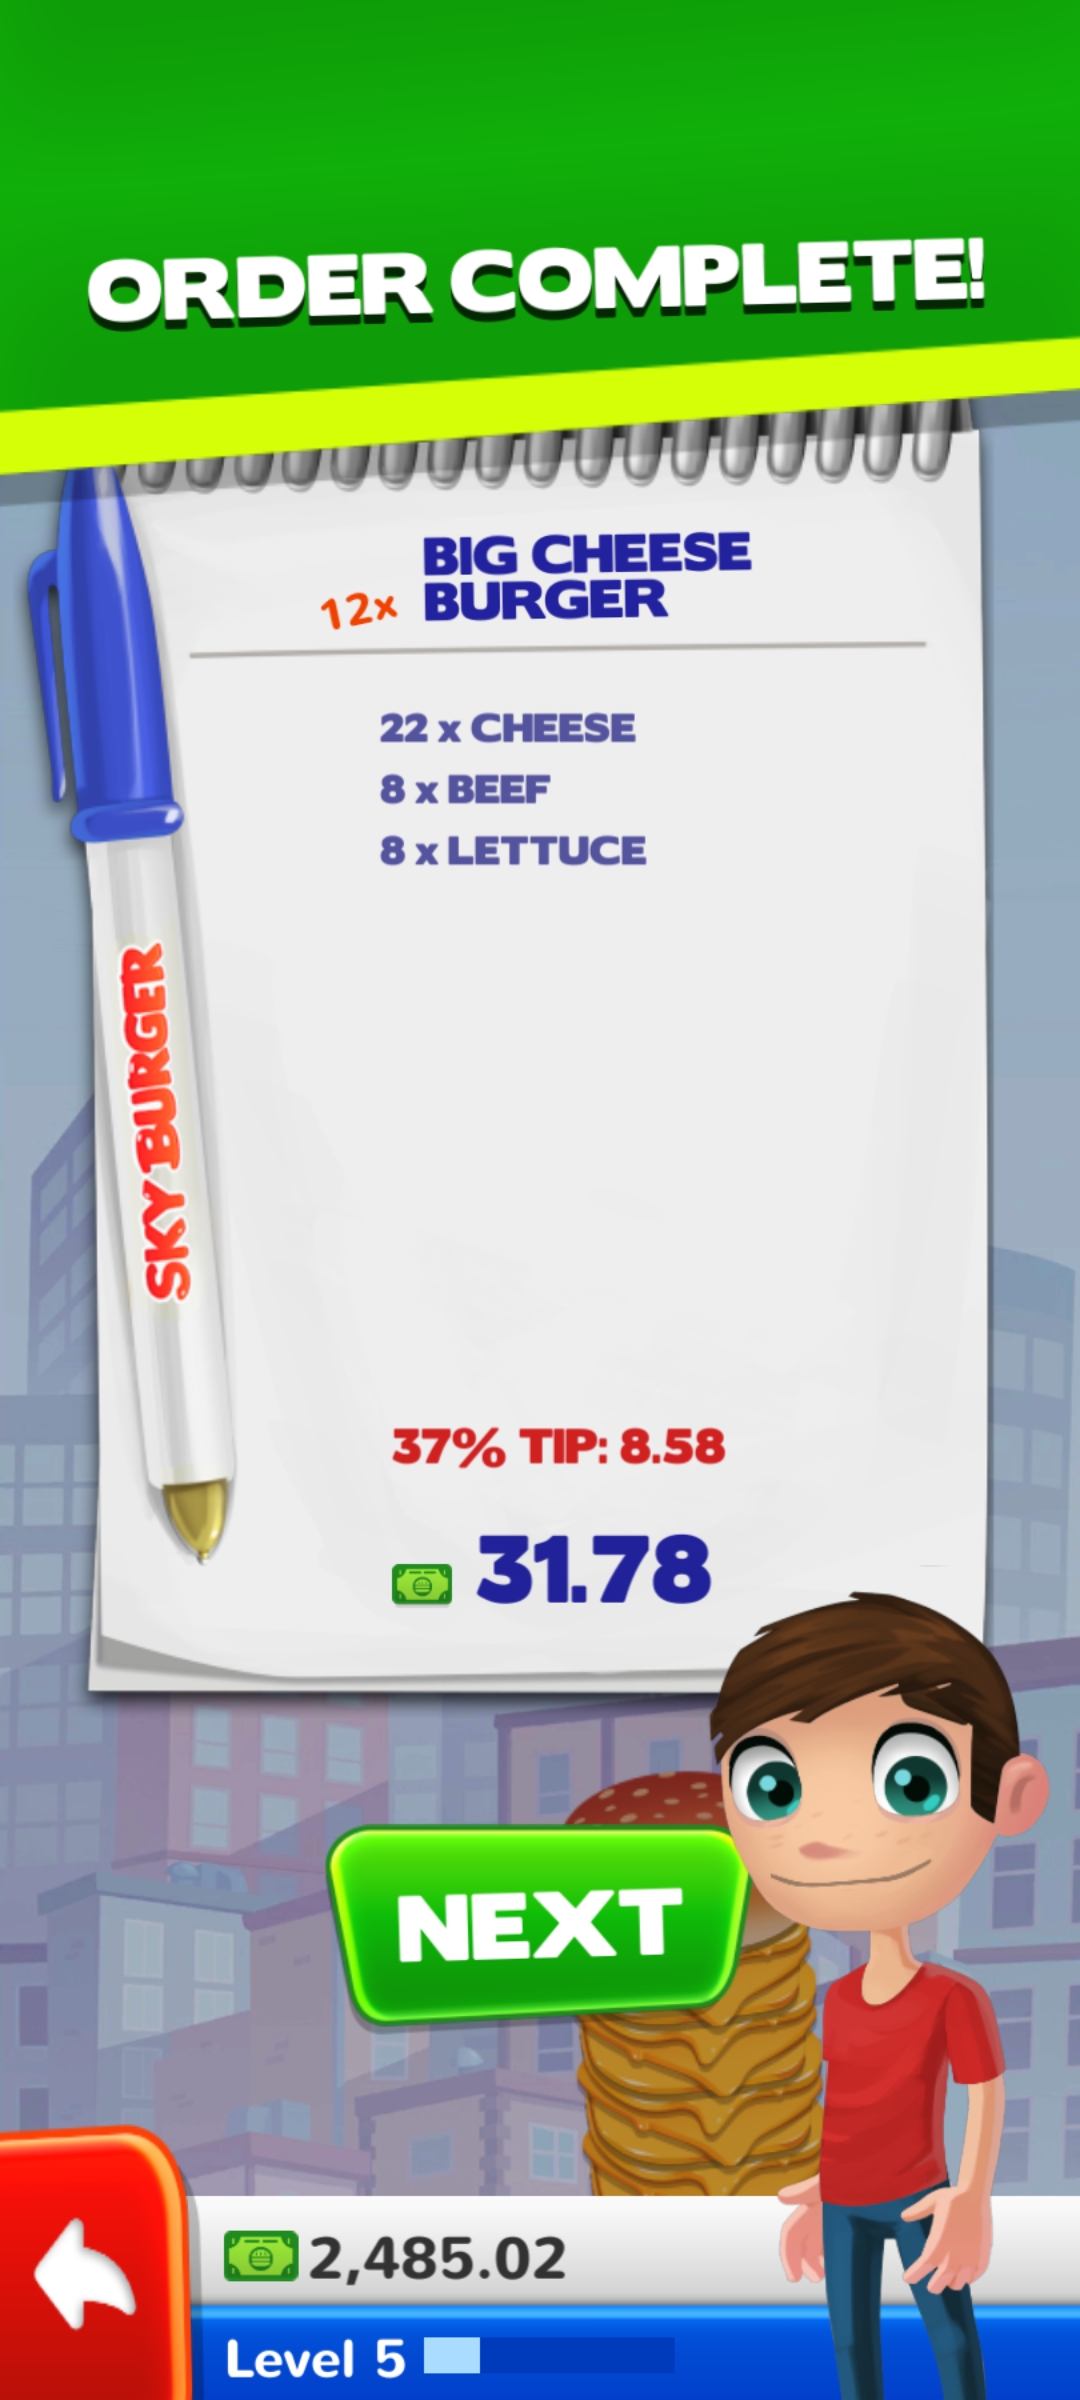 ORDER COMPLETE!
BIG CHEESE
12x BURGER
22 x CHEESE
8 x BEEF
8 x LETTUCE
SKY BURGER
37% TIP: 8.58
31.78
NEXT
2,485.02
Level 5